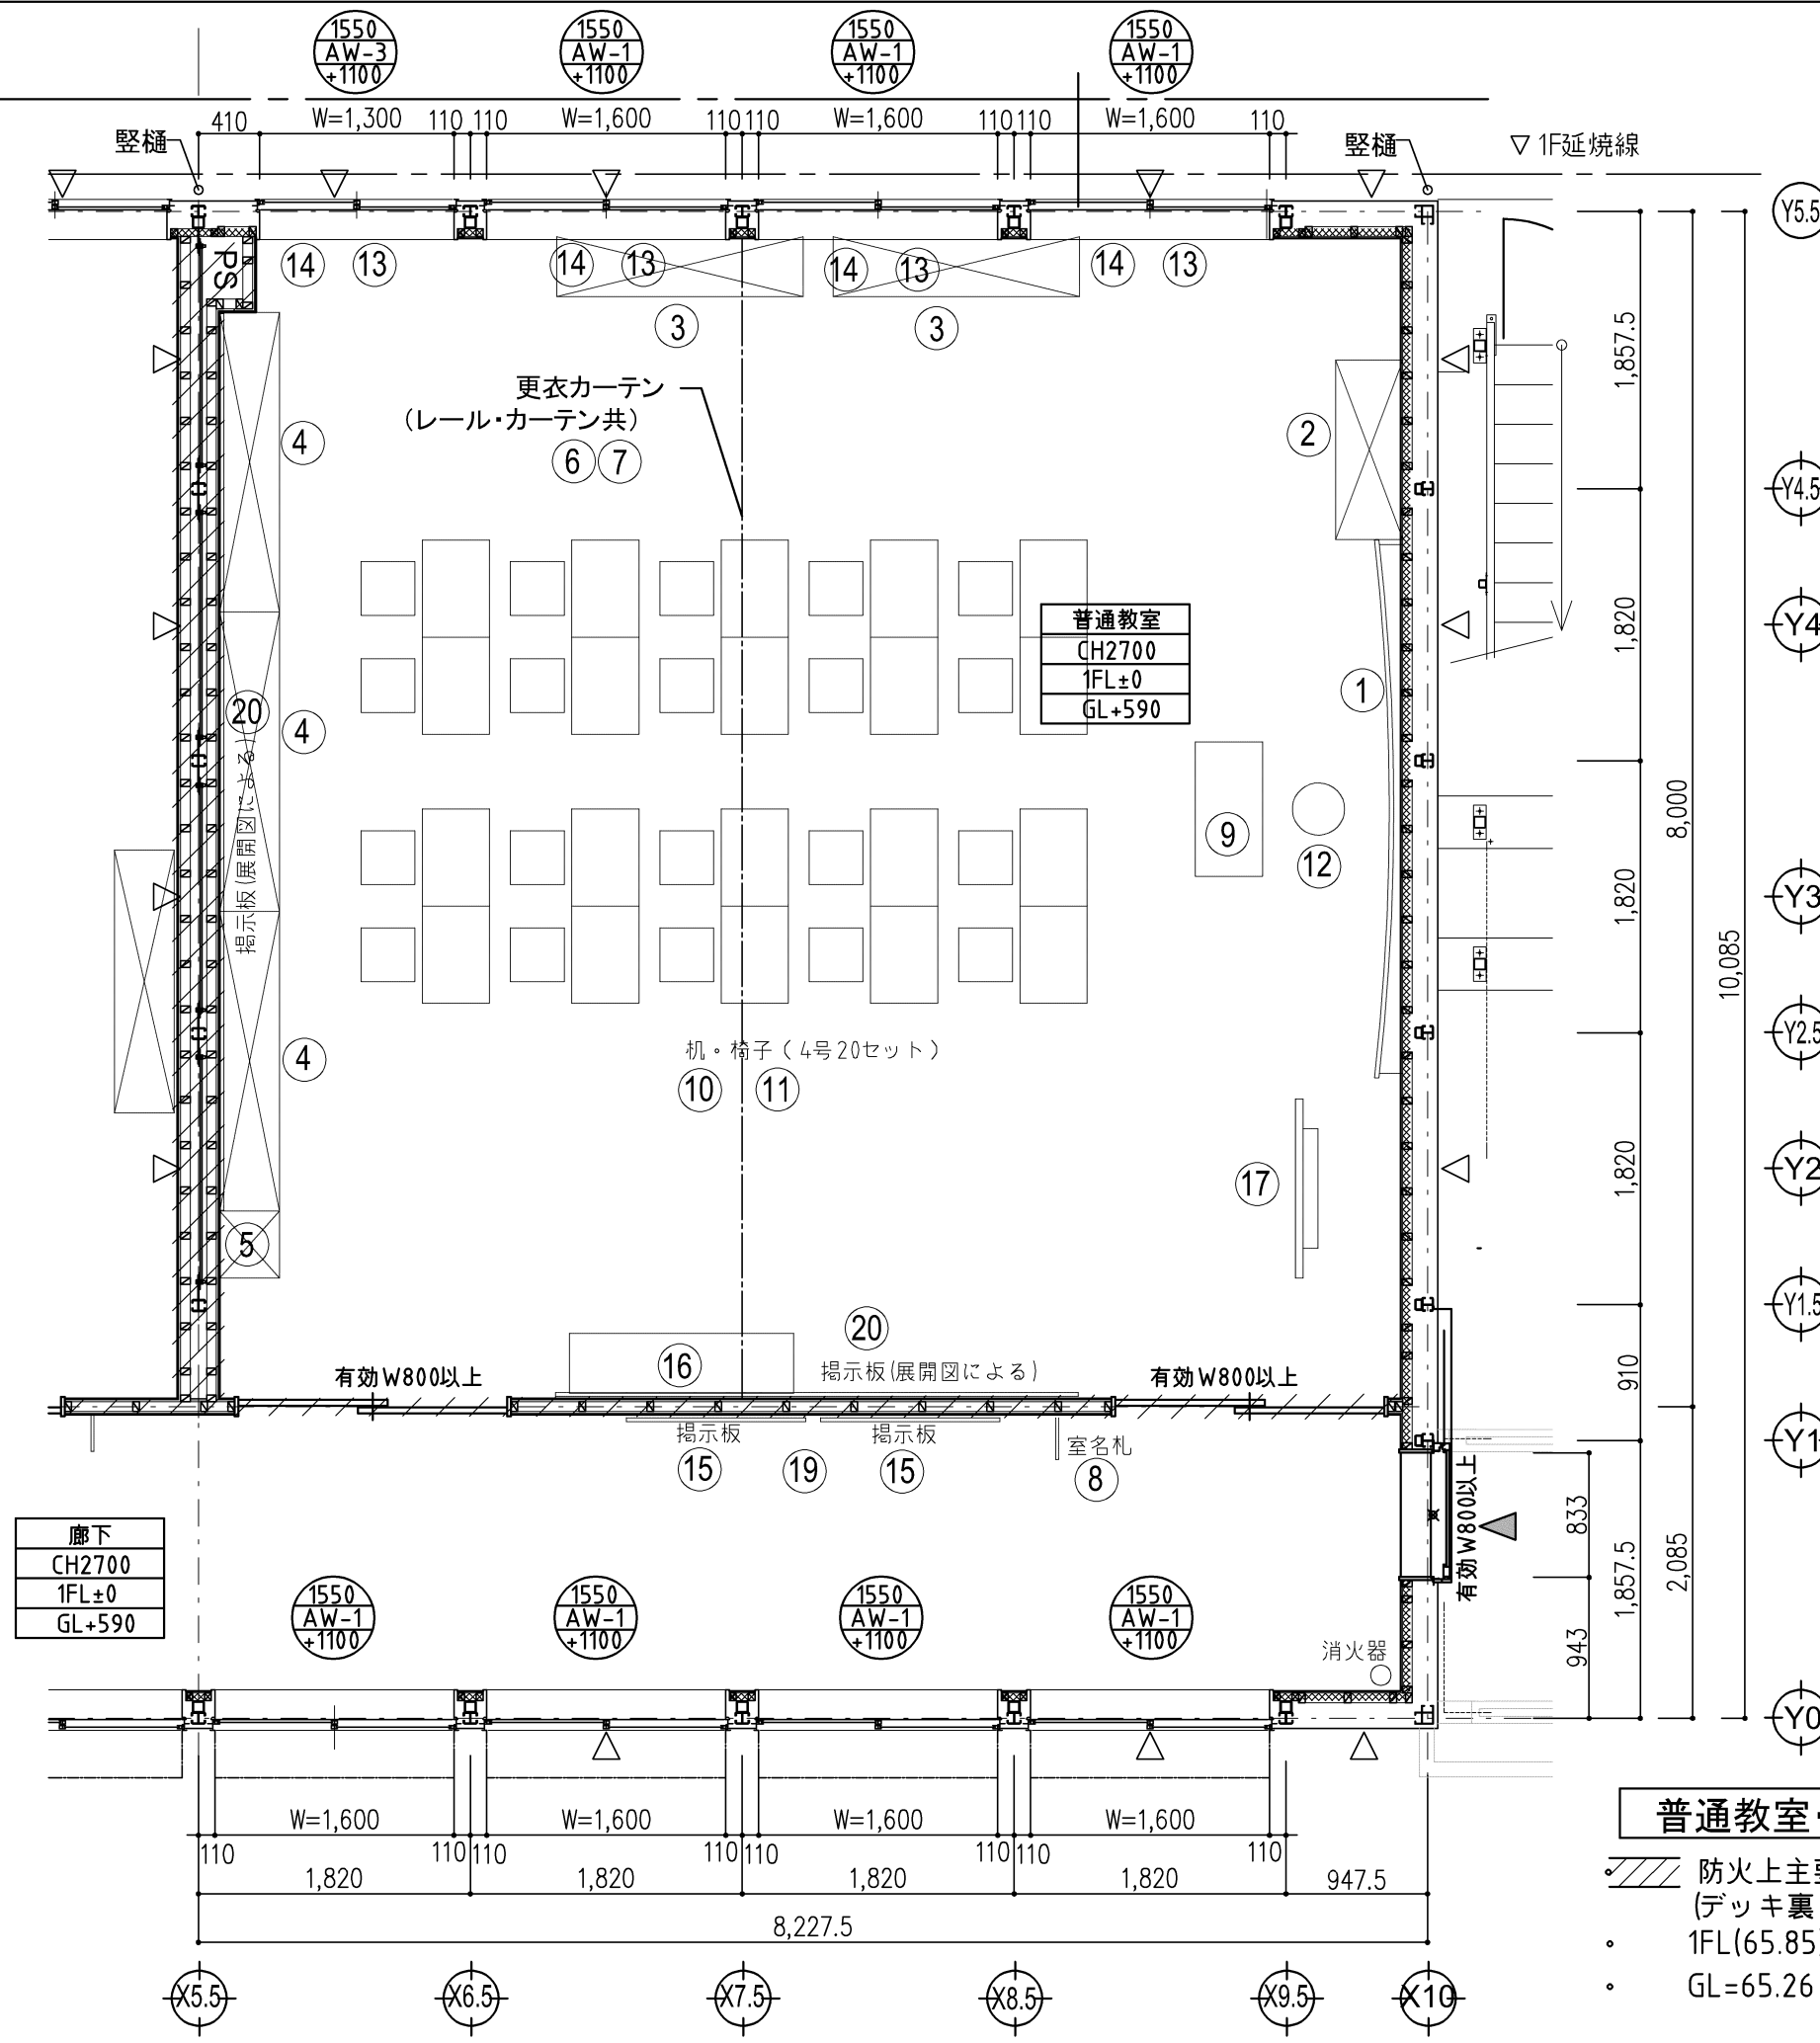 1550 1550 1550 1550
AW-3 AW-1 AW-1 AW-1
+1100 +1100 +1100 +1100
410 W=1,300 110 110 W=1,600 110 110 W=1,600 110 110 W=1,600 110
竪樋 竪樋 ▽ 1F延焼線
Y5.5
PS
14 13 14 13 14 13 14 13
3 3
1,857.5
更衣カーテン
(レール・カーテン共)
6 7
4
2
Y4.5
普通教室
CH2700
1FL±0
GL+590
1,820
Y4
1
20
4
掲示板(展開図による)
9
12
8,000
1,820
Y3
10,085
机・椅子(4号20セット)
10 11
4
Y2.5
17
1,820
Y2
5
20
Y1.5
16
掲示板(展開図による)
有効W800以上 有効W800以上
910
掲示板 掲示板 室名札
15 19 15 8
Y1
有効W800以上
833
1,857.5
2,085
943
廊下
CH2700
1FL±0
GL+590
1550 1550 1550 1550
AW-1 AW-1 AW-1 AW-1
+1100 +1100 +1100 +1100
消火器
Y0
W=1,600 W=1,600 W=1,600 W=1,600
110 110 110 110 110 110 110 110
1,820 1,820 1,820 1,820 947.5
8,227.5
X5.5 X6.5 X7.5 X8.5 X9.5 X10
普通教室・
防火上主要
(デッキ裏
1FL(65.85
GL=65.26